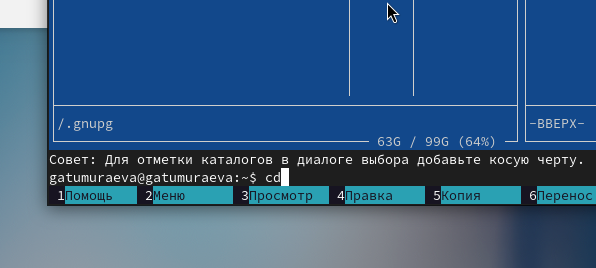 /.gnupg
-ВВЕРХ-
63G / 99G (64%)
Совет: Для отметки каталогов в диалоге выбора добавьте косую черту.
gatumuraeva@gatumuraeva:~$ cd
1Помощь 2Меню 3Просмотр 4Правка 5Копия 6Перенос